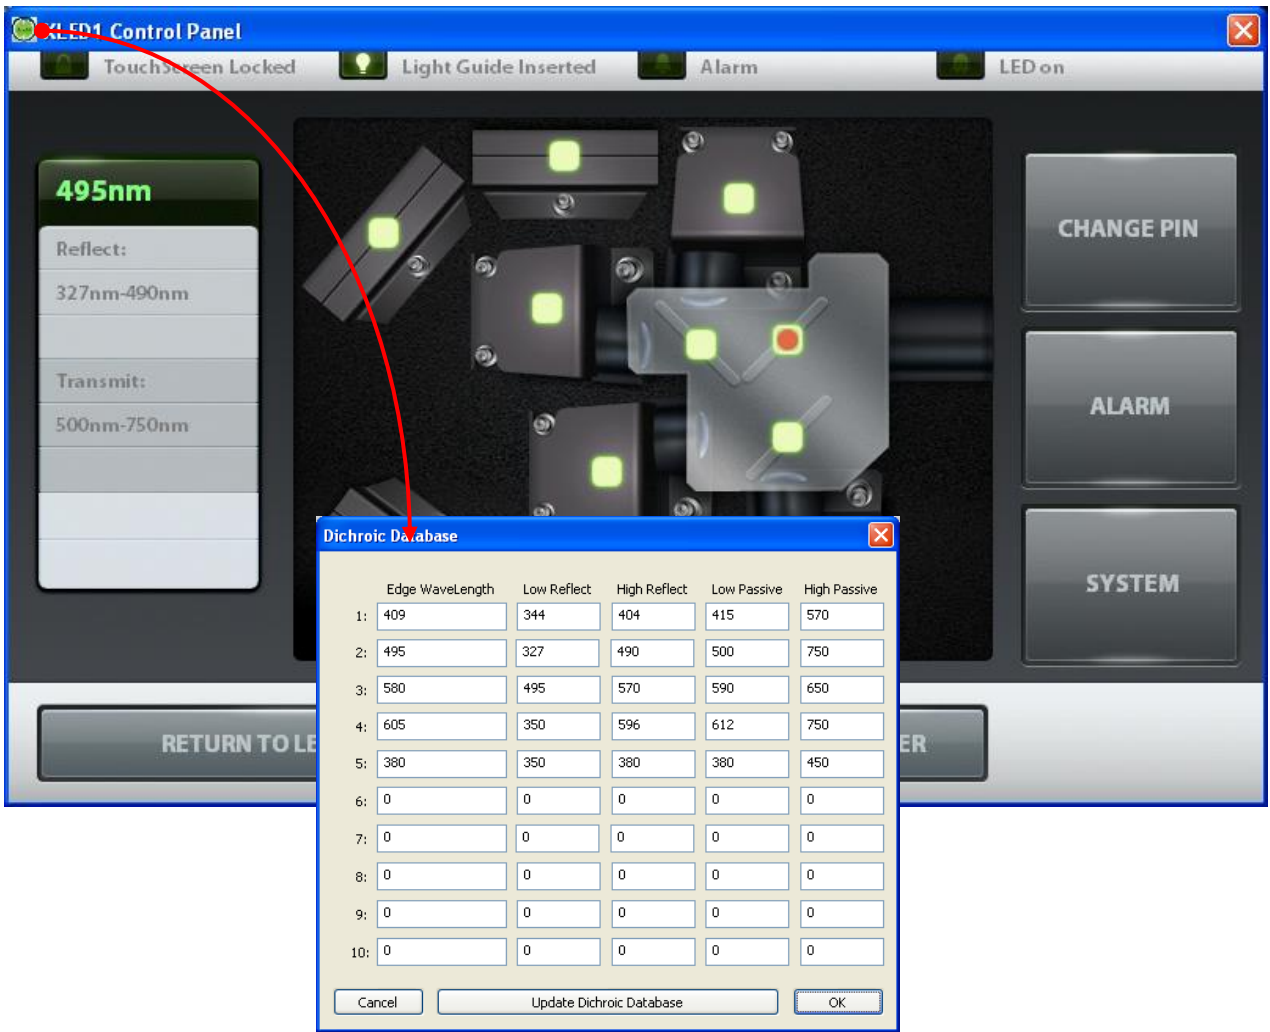 XLED1 Control Panel
TouchScreen Locked Light Guide Inserted Alarm LED on
495nm
Reflect:
327nm-490nm
Transmit:
500nm-750nm
CHANGE PIN
ALARM
SYSTEM
RETURN TO LE
ER
Dichroic Database
Edge WaveLength Low Reflect High Reflect Low Passive High Passive
1: 409 344 404 415 570
2: 495 327 490 500 750
3: 580 495 570 590 650
4: 605 350 596 612 750
5: 380 350 380 380 450
6: 0 0 0 0 0
7: 0 0 0 0 0
8: 0 0 0 0 0
9: 0 0 0 0 0
10: 0 0 0 0 0
Cancel Update Dichroic Database OK